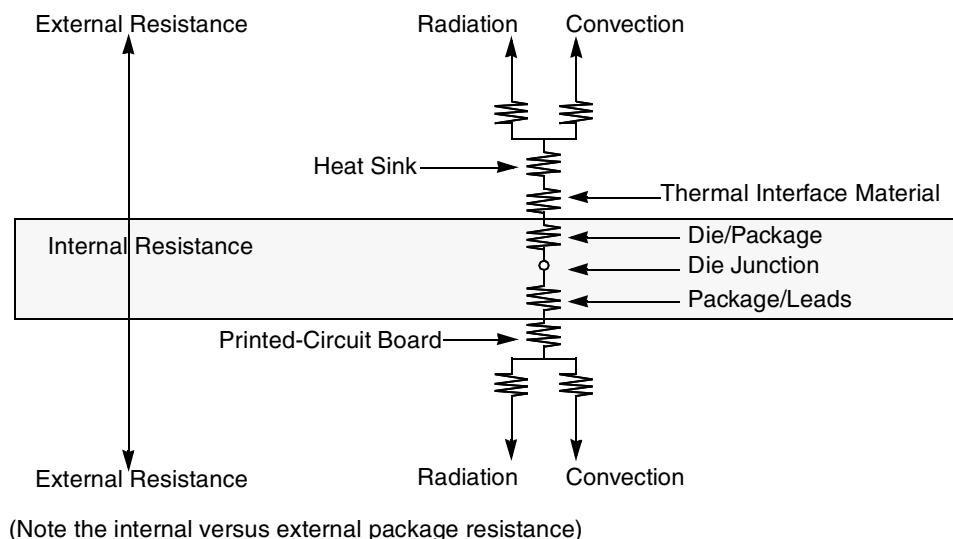 External Resistance
Radiation
Convection
Heat Sink
Thermal Interface Material
Internal Resistance
Die/Package
Die Junction
Package/Leads
Printed-Circuit Board
External Resistance
Radiation
Convection
(Note the internal versus external package resistance)